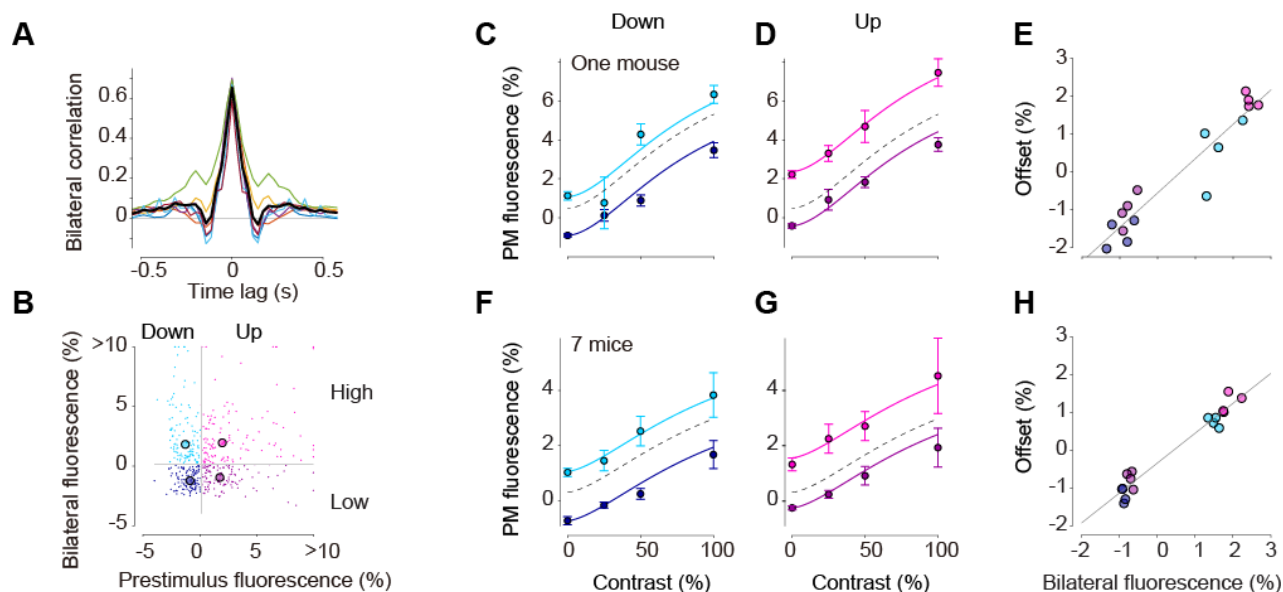 A
Bilateral correlation
0.6
0.4
0.2
0
-0.5
0
0.5
Time lag (s)
B
Down
Up
Bilateral fluorescence (%)
>10
5
0
-5
High
Low
-5
0
5
>10
Prestimulus fluorescence (%)
Down
Up
C
One mouse
PM fluorescence (%)
6
4
2
0
D
E
Offset (%)
3
2
1
0
-1
-2
F
7 mice
PM fluorescence (%)
4
2
0
0
50
100
Contrast (%)
G
0
50
100
Contrast (%)
H
Offset (%)
3
2
1
0
-1
-2
-2
-1
0
1
2
3
Bilateral fluorescence (%)